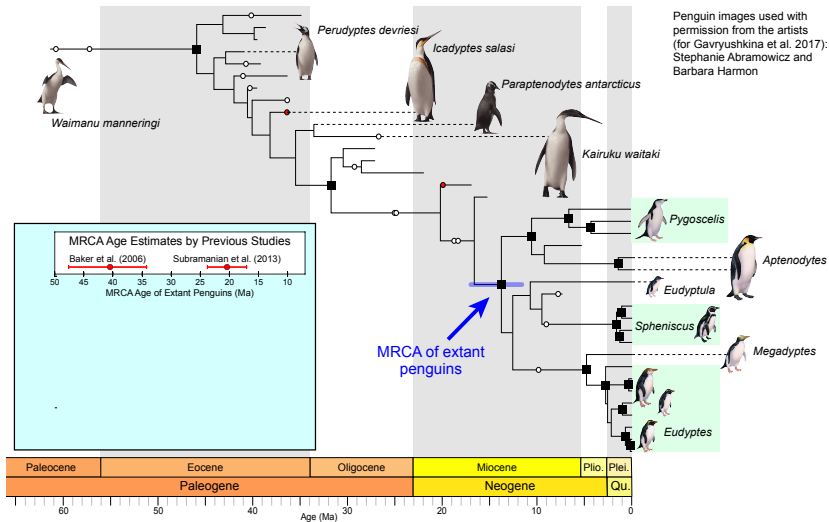 Penguin images used with
permission from the artists
(for Gavryushkina et al. 2017):
Stephanie Abramowicz and
Barbara Harmon
Perudyptes devriesi
Icadyptes salasi
Paraptenodytes antarcticus
Waimanu manneringi
Kairuku waitaki
Pygoscelis
MRCA Age Estimates by Previous Studies
Baker et al. (2006)
Subramanian et al. (2013)
50 45 40 35 30 25 20 15 10
MRCA Age of Extant Penguins (Ma)
Aptenodytes
Eudyptula
Spheniscus
MRCA of extant
penguins
Megadyptes
Eudyptes
Paleocene Eocene Oligocene Miocene Plio. Plei.
Paleogene Neogene Qu.
60 50 40 30 20 10 0
Age (Ma)